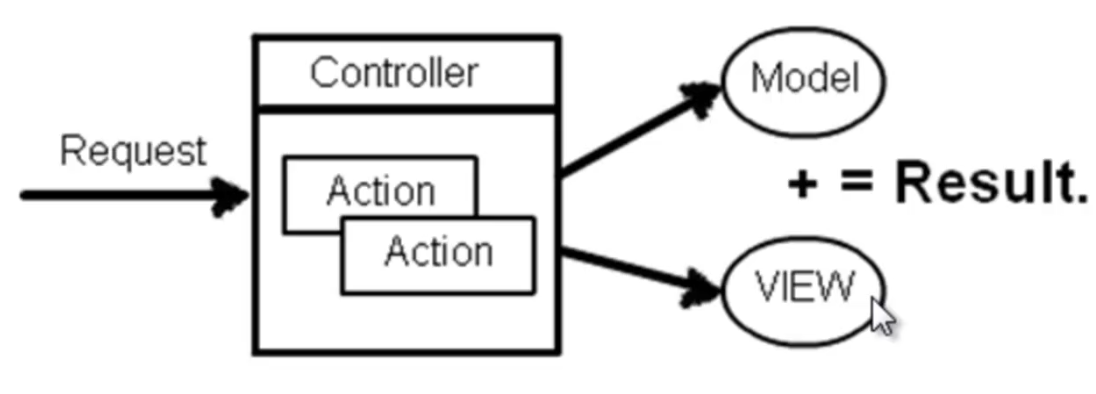 Request
Controller
Action
Action
Model
+ = Result.
VIEW